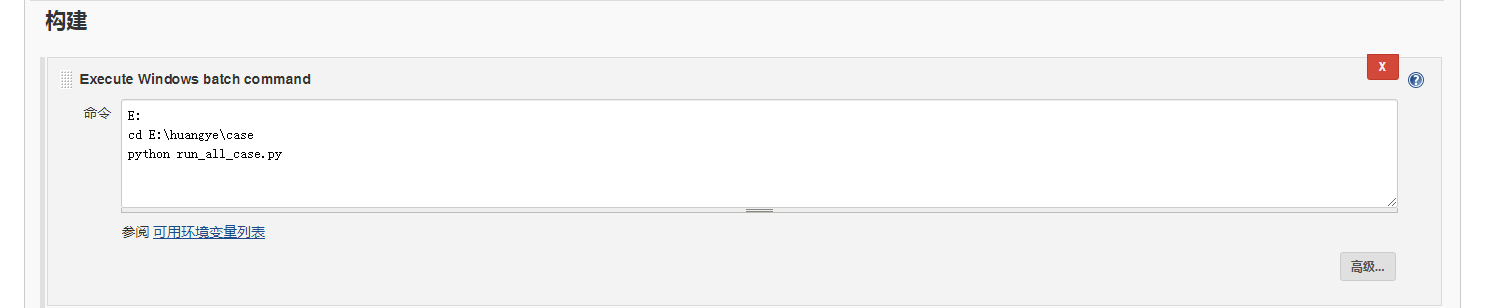 构建
Execute Windows batch command
X
命令
E:
cd E:\huangye\case
python run_all_case.py
参阅 可用环境变量列表
高级...